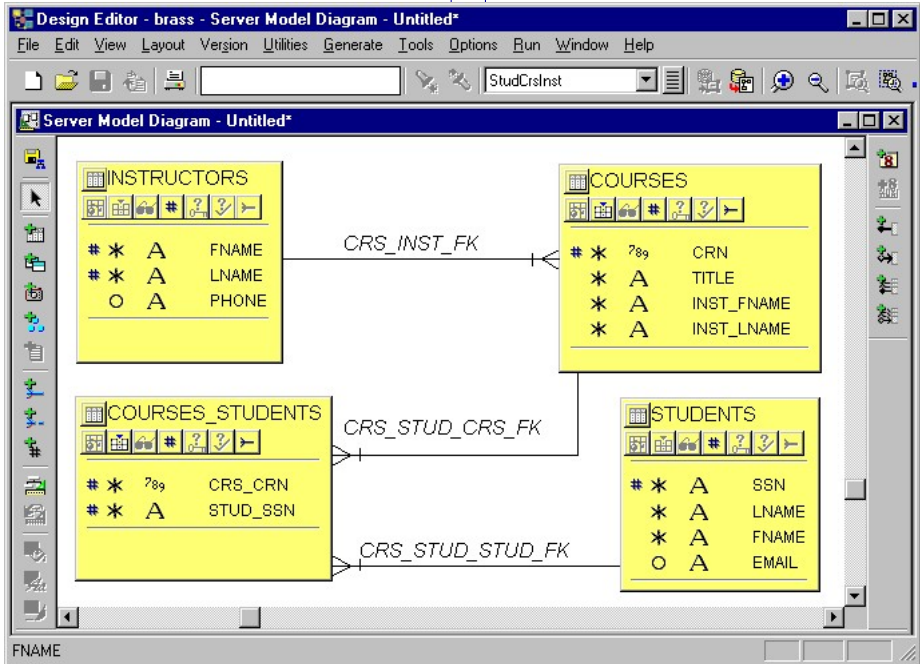 Design Editor - brass - Server Model Diagram - Untitled*
File Edit View Layout Version Utilities Generate Tools Options Run Window Help
StudCrsInst
Server Model Diagram - Untitled*
INSTRUCTORS
# * A FNAME
# * A LNAME
O A PHONE
CRS_INST_FK
COURSES
# * 789 CRN
* A TITLE
* A INST_FNAME
* A INST_LNAME
COURSES_STUDENTS
# * 789 CRS_CRN
# * A STUD_SSN
CRS_STUD_CRS_FK
CRS_STUD_STUD_FK
STUDENTS
# * A SSN
* A LNAME
* A FNAME
O A EMAIL
FNAME